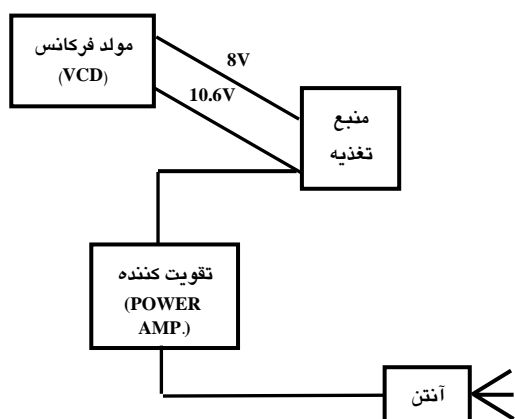 مولد فرکانس
(VCD)
8V
10.6V
منبع
تغذیه
تقویت کننده
(POWER
AMP.)
آنتن